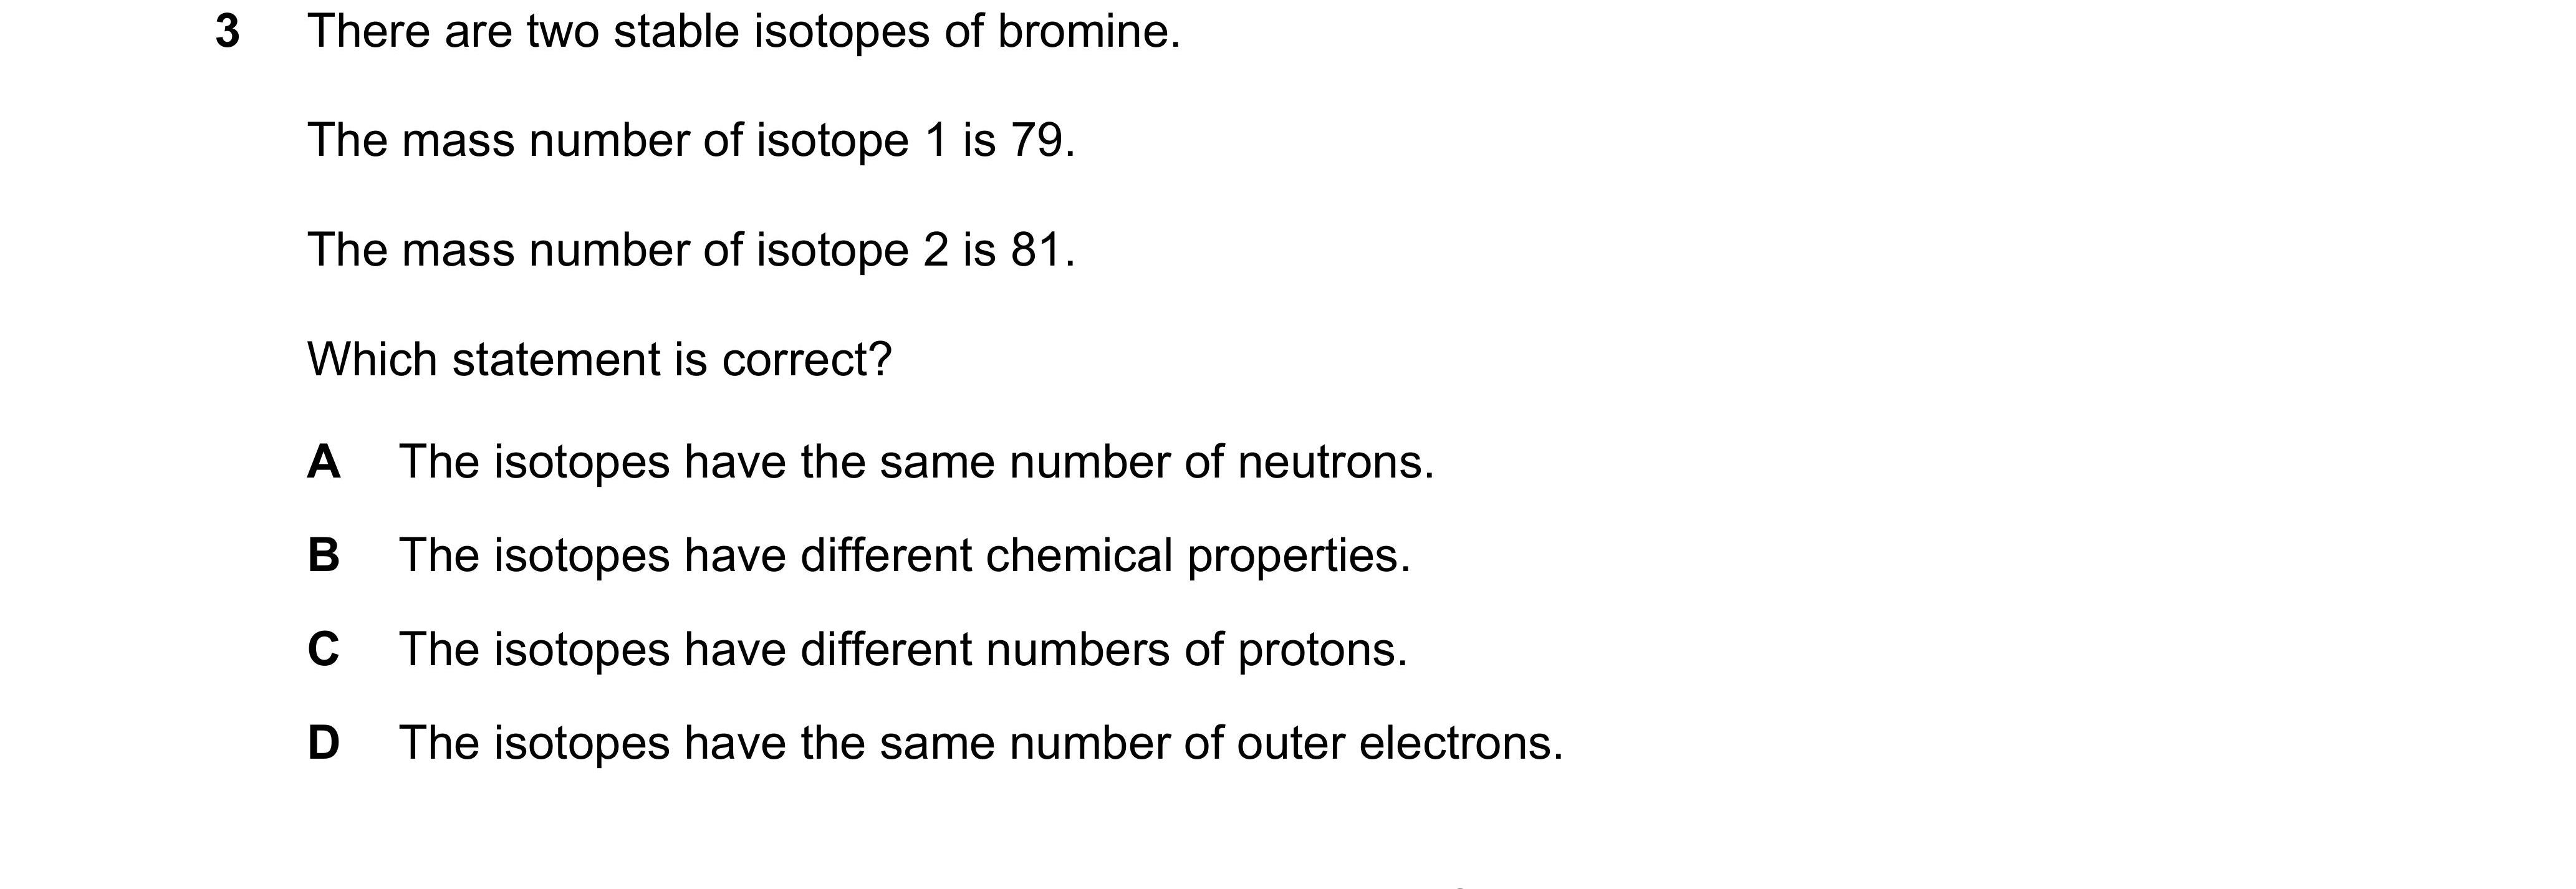 3 There are two stable isotopes of bromine.
The mass number of isotope 1 is 79.
The mass number of isotope 2 is 81.
Which statement is correct?
A The isotopes have the same number of neutrons.
B The isotopes have different chemical properties.
C The isotopes have different numbers of protons.
D The isotopes have the same number of outer electrons.